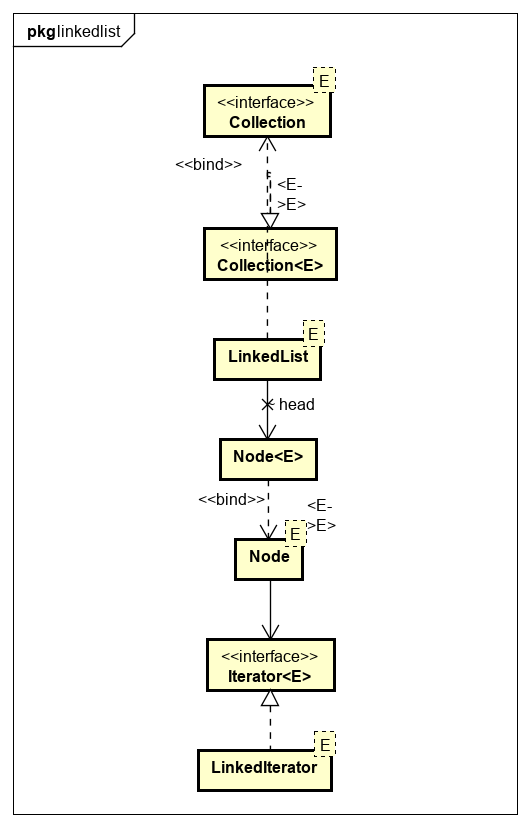 pkg linkedlist
E
<<interface>>
Collection
<<bind>>
<E-
>E>
<<interface>>
Collection<E>
E
LinkedList
- head
Node<E>
<<bind>>
<E-
>E>
E
Node
<<interface>>
Iterator<E>
E
LinkedIterator